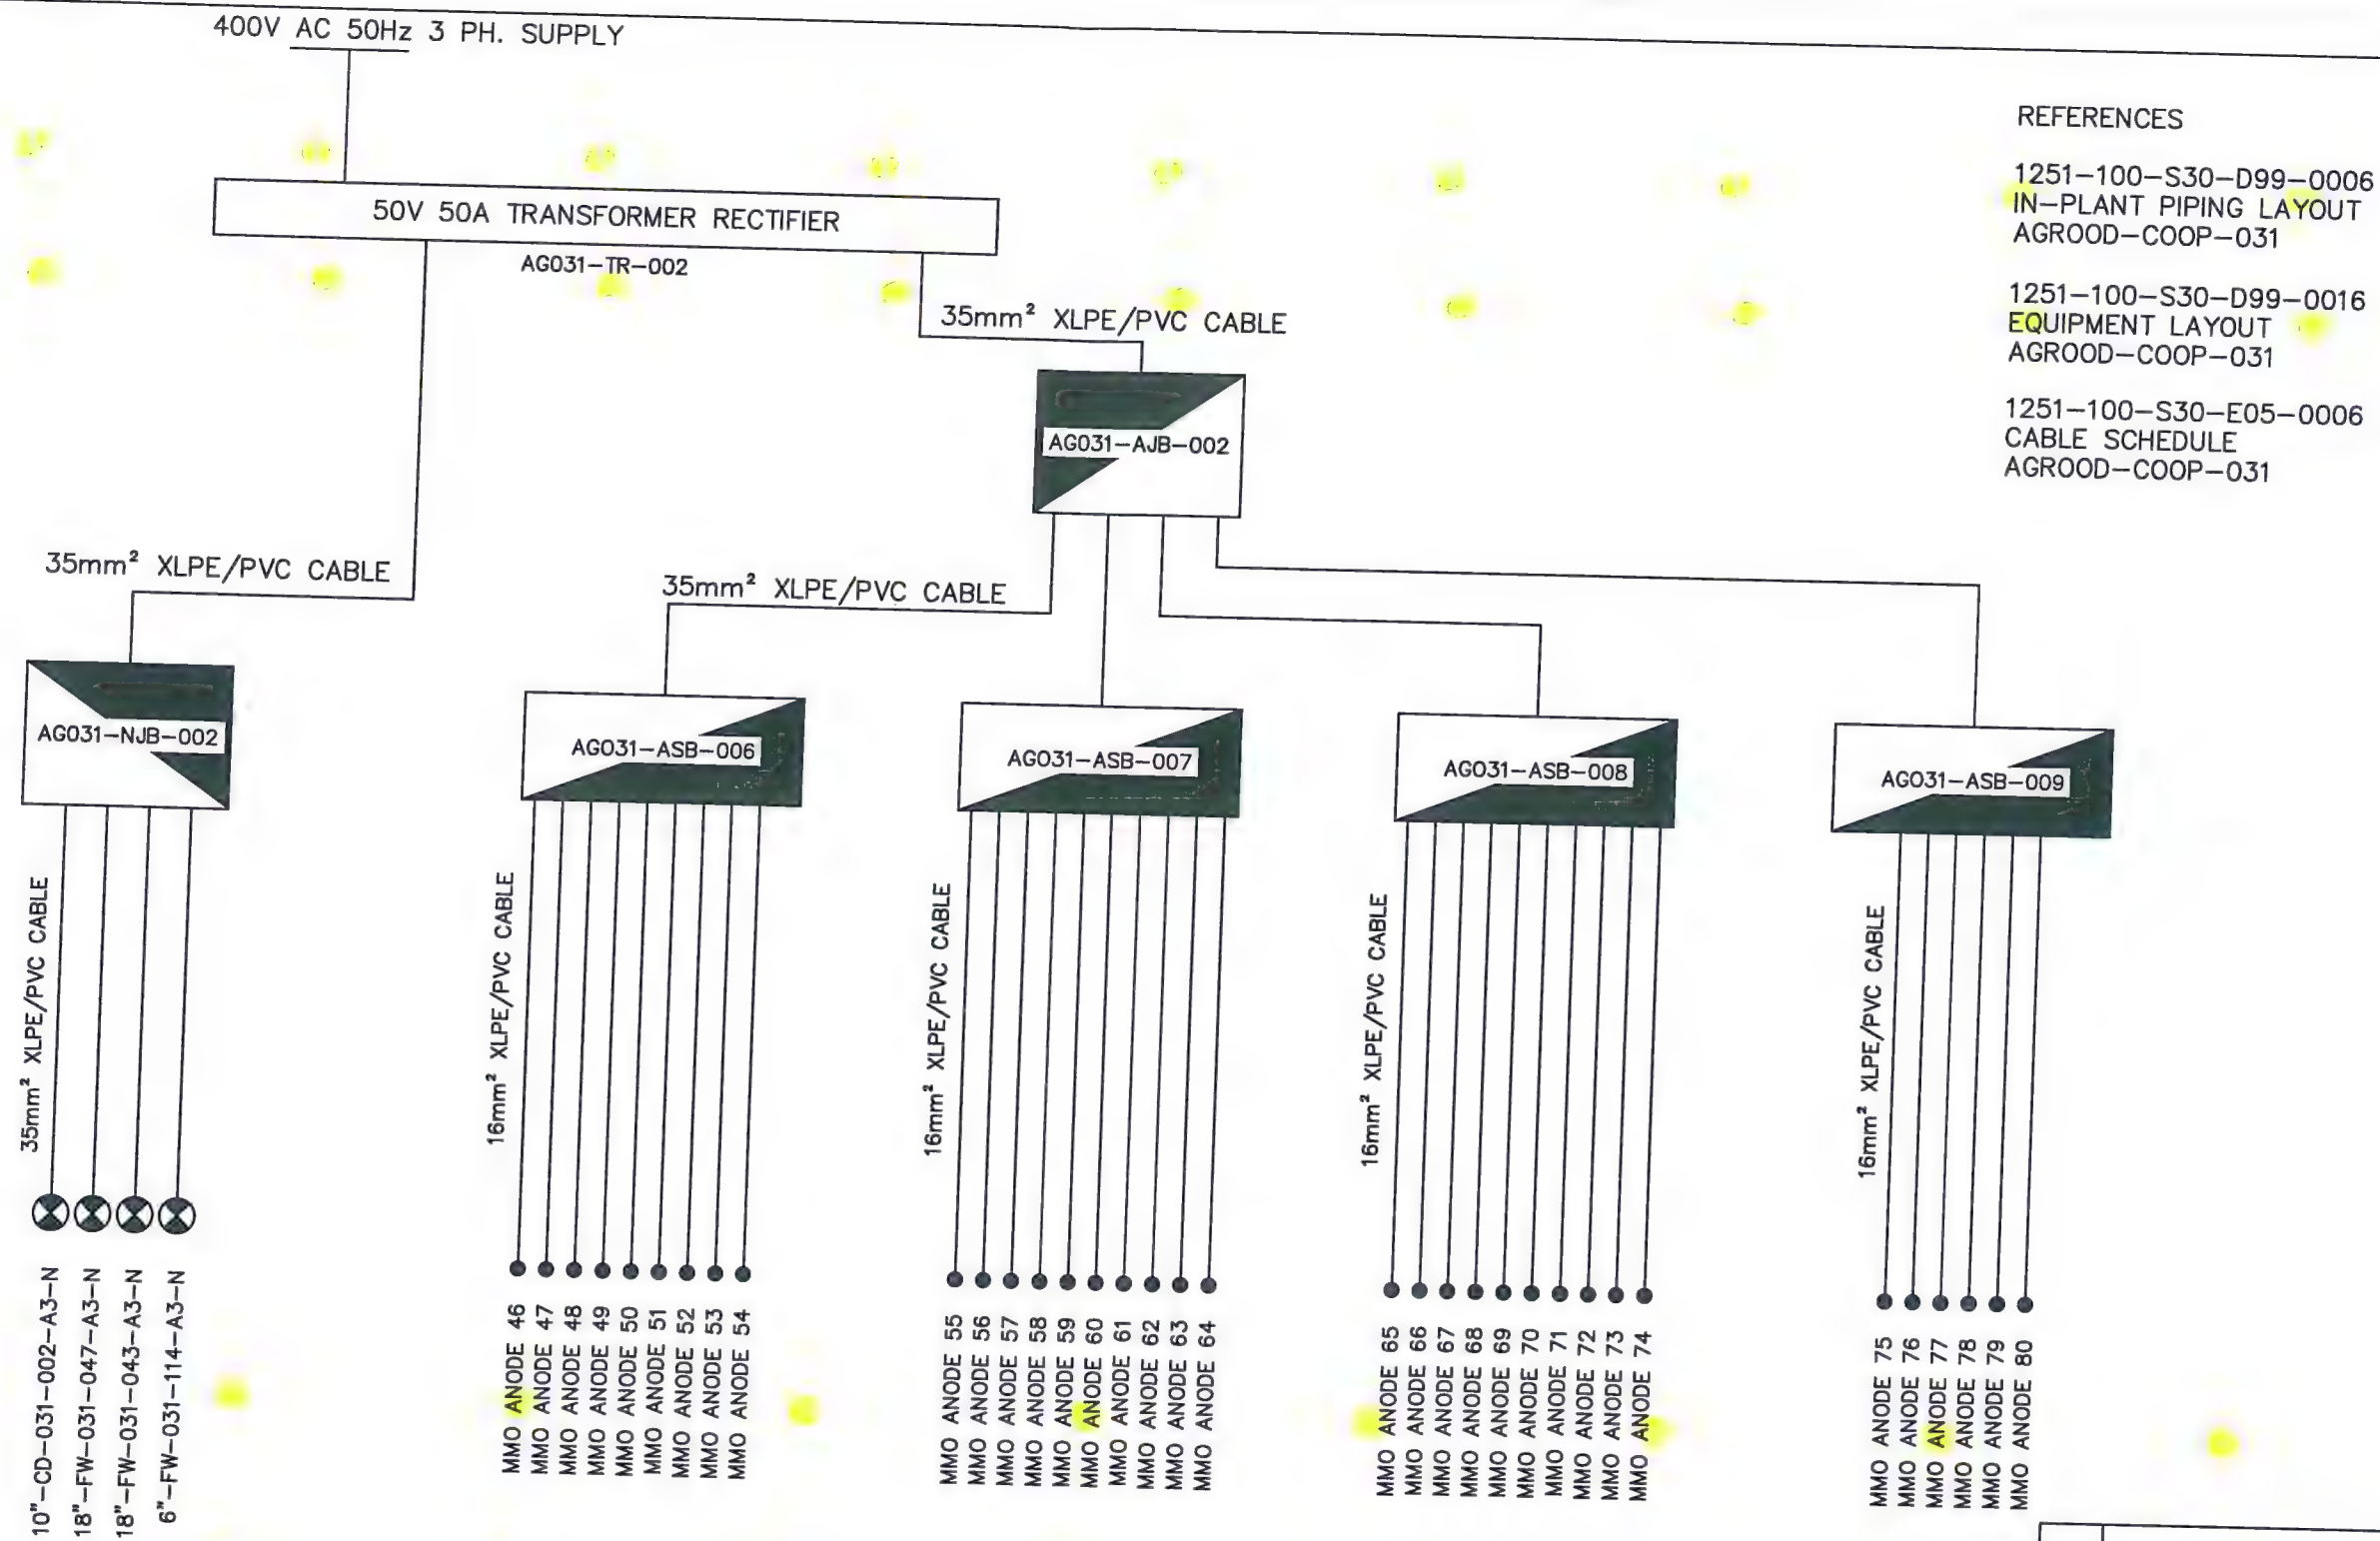 400V AC 50Hz 3 PH. SUPPLY
50V 50A TRANSFORMER RECTIFIER
AG031-TR-002
35mm² XLPE/PVC CABLE
AG031-AJB-002
REFERENCES
1251-100-S30-D99-0006
IN-PLANT PIPING LAYOUT
AGROOD-COOP-031
1251-100-S30-D99-0016
EQUIPMENT LAYOUT
AGROOD-COOP-031
1251-100-S30-E05-0006
CABLE SCHEDULE
AGROOD-COOP-031
35mm² XLPE/PVC CABLE
35mm² XLPE/PVC CABLE
AG031-NJB-002
AG031-ASB-006
AG031-ASB-007
AG031-ASB-008
AG031-ASB-009
35mm² XLPE/PVC CABLE
16mm² XLPE/PVC CABLE
16mm² XLPE/PVC CABLE
16mm² XLPE/PVC CABLE
16mm² XLPE/PVC CABLE
10"-CD-031-002-A3-N
18"-FW-031-047-A3-N
18"-FW-031-043-A3-N
6"-FW-031-114-A3-N
MMO ANODE 46
MMO ANODE 47
MMO ANODE 48
MMO ANODE 49
MMO ANODE 50
MMO ANODE 51
MMO ANODE 52
MMO ANODE 53
MMO ANODE 54
MMO ANODE 55
MMO ANODE 56
MMO ANODE 57
MMO ANODE 58
MMO ANODE 59
MMO ANODE 60
MMO ANODE 61
MMO ANODE 62
MMO ANODE 63
MMO ANODE 64
MMO ANODE 65
MMO ANODE 66
MMO ANODE 67
MMO ANODE 68
MMO ANODE 69
MMO ANODE 70
MMO ANODE 71
MMO ANODE 72
MMO ANODE 73
MMO ANODE 74
MMO ANODE 75
MMO ANODE 76
MMO ANODE 77
MMO ANODE 78
MMO ANODE 79
MMO ANODE 80